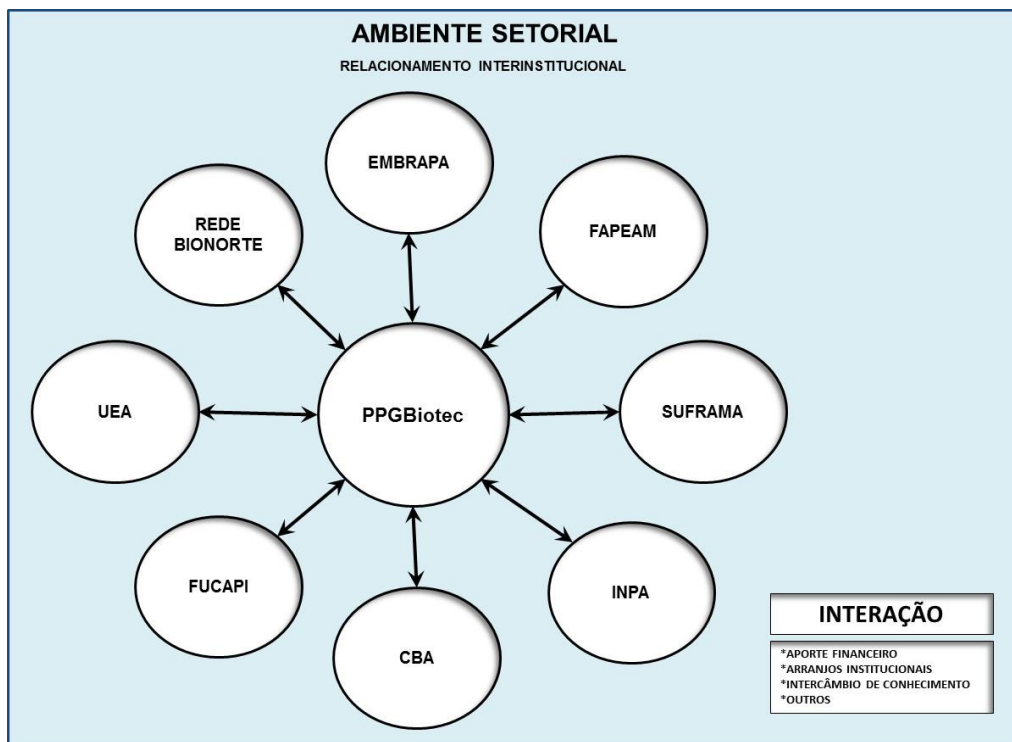 AMBIENTE SETORIAL
RELACIONAMENTO INTERINSTITUCIONAL
EMBRAPA
REDE
BIONORTE
FAPEAM
UEA
PPGBiotec
SUFRAMA
FUCAPI
INPA
CBA
INTERAÇÃO
*APORTE FINANCEIRO
*ARRANJOS INSTITUCIONAIS
*INTERCÂMBIO DE CONHECIMENTO
*OUTROS